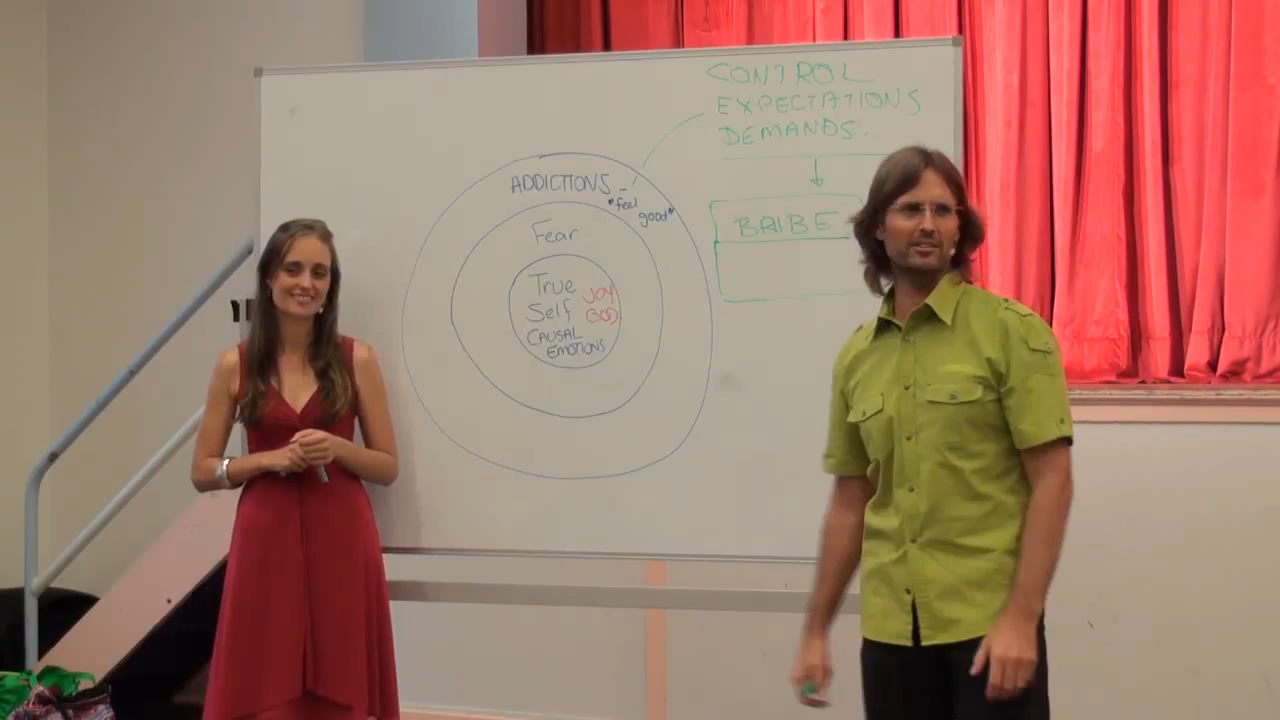 CONTROL
EXPECTATIONS
DEMANDS.
BRIBE
ADDICTIONS -
"feel
good"
Fear
True
Self
JOY
GOD
CAUSAL
EMOTIONS